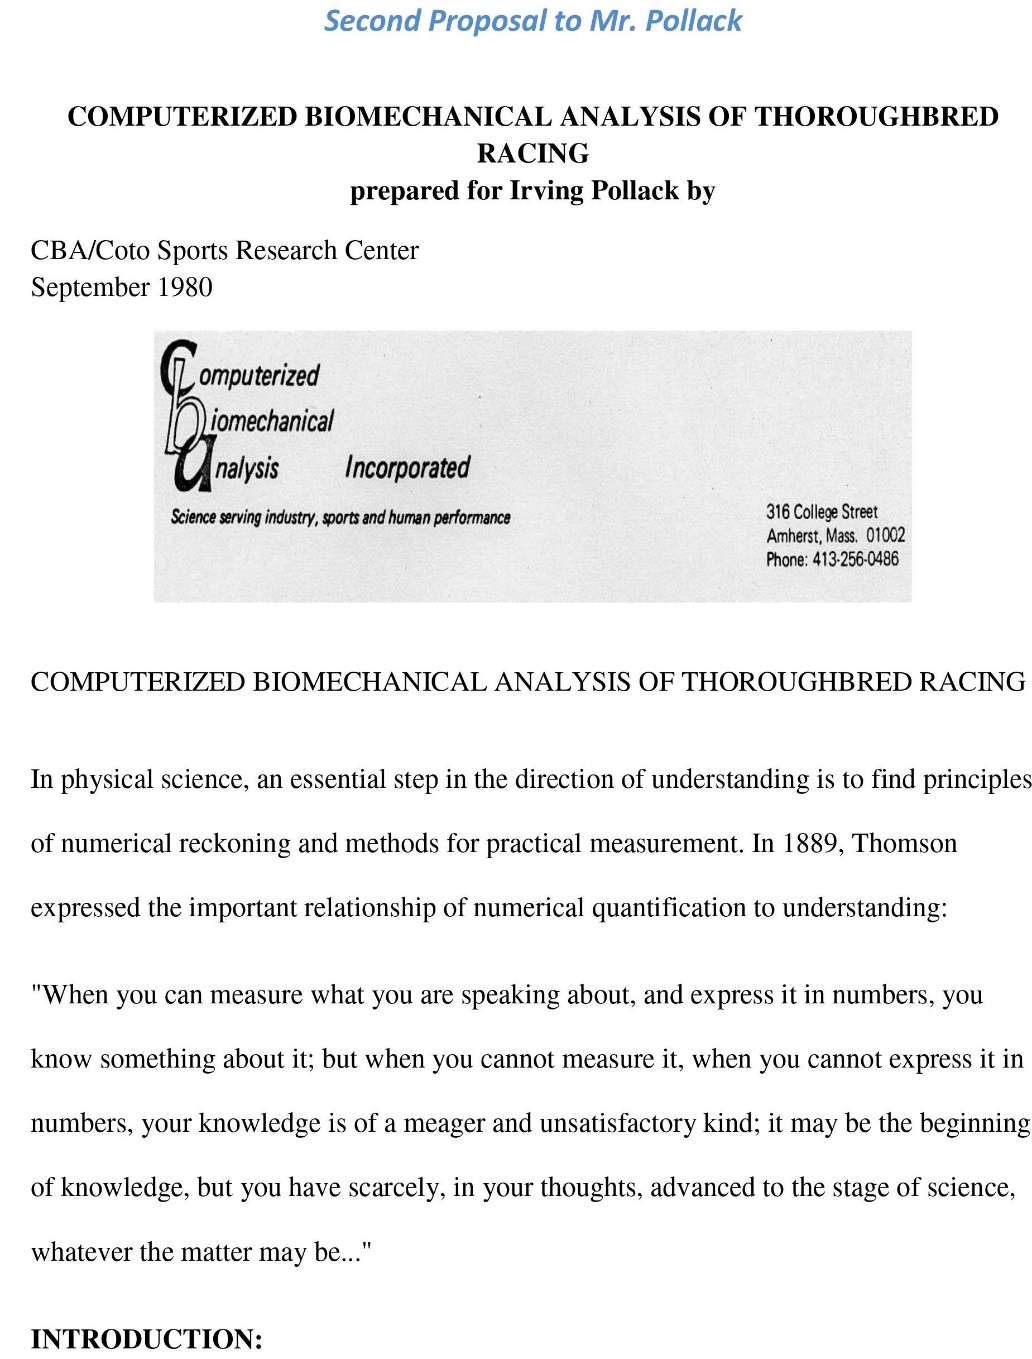 Second Proposal to Mr. Pollack
COMPUTERIZED BIOMECHANICAL ANALYSIS OF THOROUGHBRED
RACING
prepared for Irving Pollack by
CBA/Coto Sports Research Center
September 1980
Computerized
biomechanical
analysis Incorporated
Science serving industry, sports and human performance
316 College Street
Amherst, Mass. 01002
Phone: 413-256-0486
COMPUTERIZED BIOMECHANICAL ANALYSIS OF THOROUGHBRED RACING
In physical science, an essential step in the direction of understanding is to find principles
of numerical reckoning and methods for practical measurement. In 1889, Thomson
expressed the important relationship of numerical quantification to understanding:
"When you can measure what you are speaking about, and express it in numbers, you
know something about it; but when you cannot measure it, when you cannot express it in
numbers, your knowledge is of a meager and unsatisfactory kind; it may be the beginning
of knowledge, but you have scarcely, in your thoughts, advanced to the stage of science,
whatever the matter may be..."
INTRODUCTION: